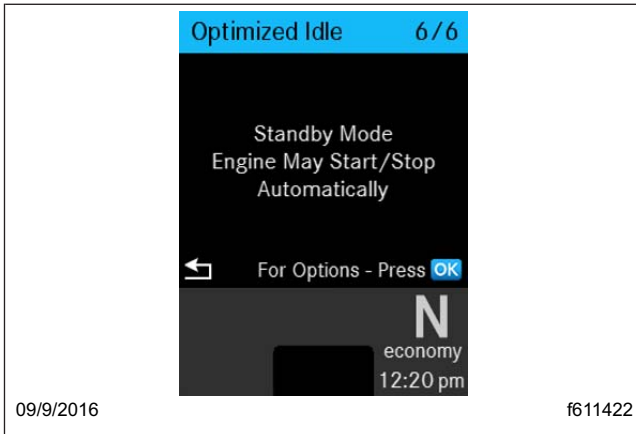 Optimized Idle 6/6
Standby Mode
Engine May Start/Stop
Automatically
For Options - Press OK
N
economy
12:20 pm
09/9/2016 f611422